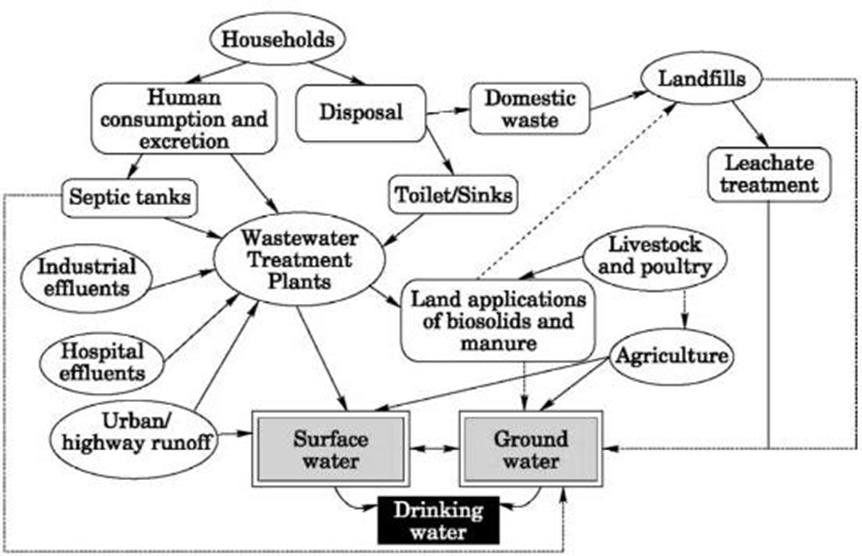 Households
Landfills
Human
consumption and
excretion
Disposal
Domestic
waste
Leachate
treatment
Septic tanks
Toilet/Sinks
Wastewater
Treatment
Plants
Livestock
and poultry
Industrial
effluents
Land applications
of biosolids and
manure
Hospital
effluents
Agriculture
Urban/
highway runoff
Surface
water
Ground
water
Drinking
water